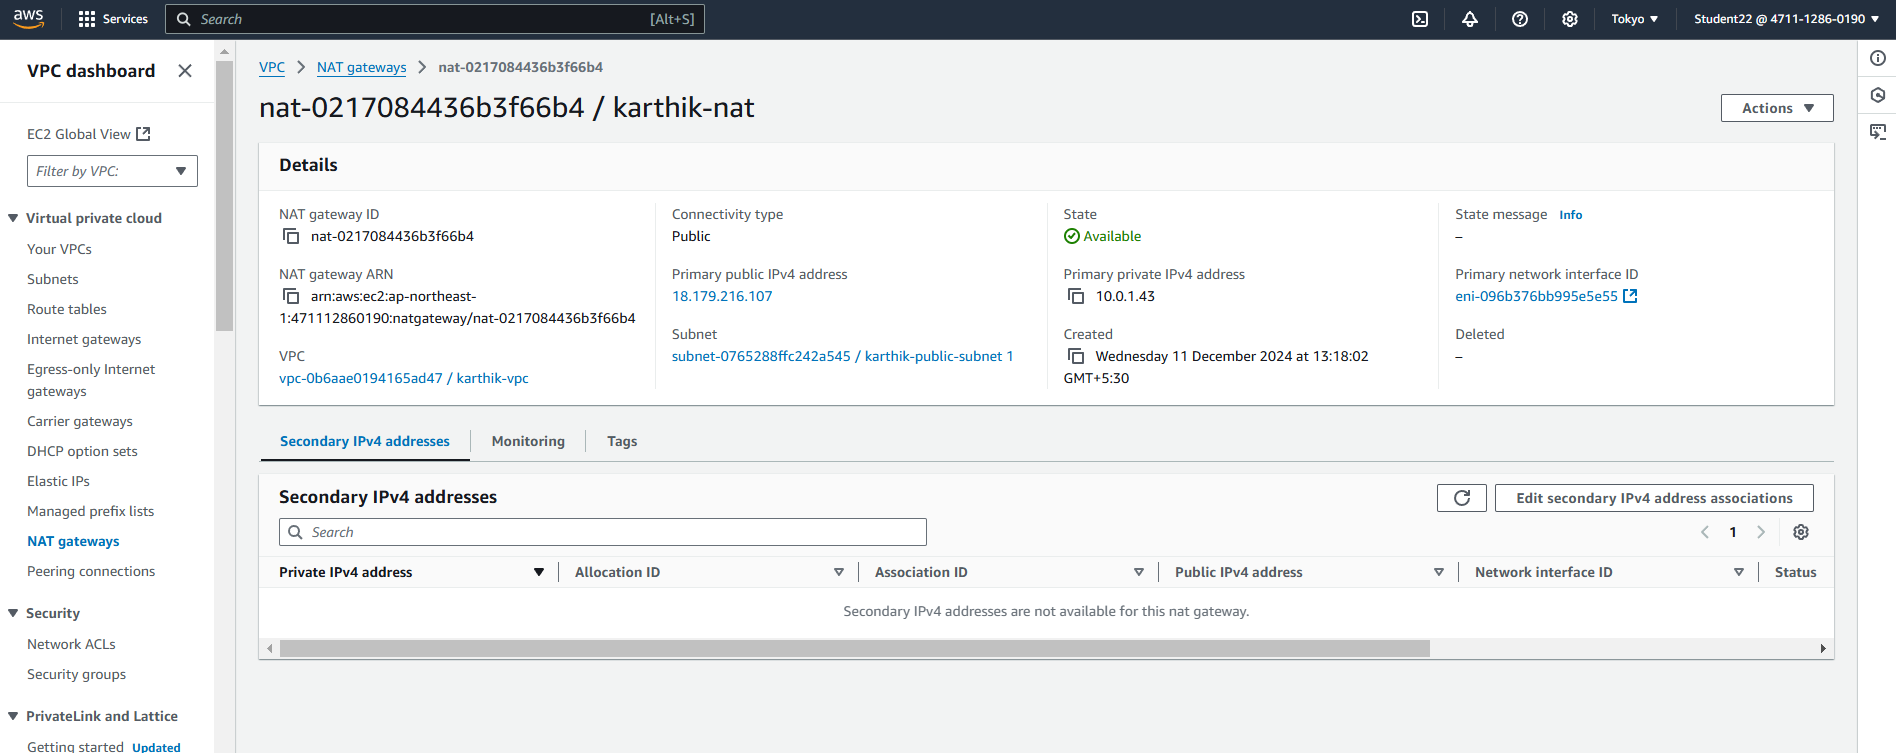 aws
Services
Search
[Alt+S]
Tokyo
Student22 @ 4711-1286-0190
VPC dashboard
EC2 Global View
Filter by VPC:
Virtual private cloud
Your VPCs
Subnets
Route tables
Internet gateways
Egress-only Internet
gateways
Carrier gateways
DHCP option sets
Elastic IPs
Managed prefix lists
NAT gateways
Peering connections
Security
Network ACLs
Security groups
PrivateLink and Lattice
Getting started Updated
VPC
NAT gateways
nat-0217084436b3f66b4
nat-0217084436b3f66b4 / karthik-nat
Actions
Details
NAT gateway ID
nat-0217084436b3f66b4
NAT gateway ARN
arn:aws:ec2:ap-northeast-
1:471112860190:natgateway/nat-0217084436b3f66b4
VPC
vpc-0b6aae0194165ad47 / karthik-vpc
Connectivity type
Public
Primary public IPv4 address
18.179.216.107
Subnet
subnet-0765288ffc242a545 / karthik-public-subnet 1
State
Available
Primary private IPv4 address
10.0.1.43
Created
Wednesday 11 December 2024 at 13:18:02
GMT+5:30
State message Info
–
Primary network interface ID
eni-096b376bb995e5e55
Deleted
–
Secondary IPv4 addresses
Monitoring
Tags
Secondary IPv4 addresses
Edit secondary IPv4 address associations
Search
1
Private IPv4 address
Allocation ID
Association ID
Public IPv4 address
Network interface ID
Status
Secondary IPv4 addresses are not available for this nat gateway.